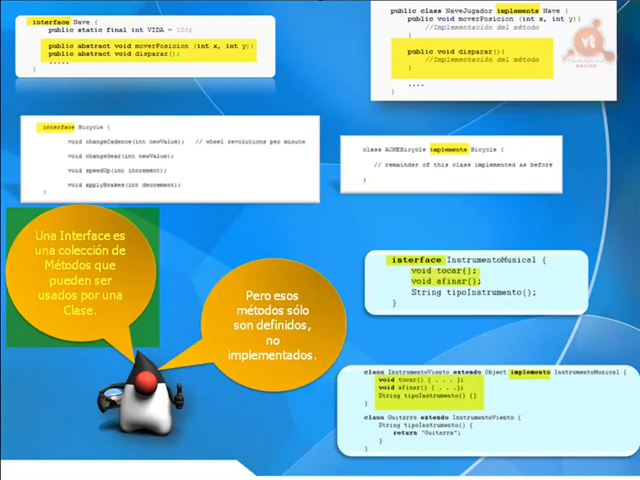 interface Nave {
public static final int VIDA = 100;
public abstract void moverPosicion (int x, int y);
public abstract void disparar();
.....
}
public class NaveJugador implements Nave {
public void moverPosicion (int x, int y){
//Implementación del método
}
public void disparar(){
//Implementación del método
}
....
}
interface Bicycle {
void changeCadence(int newValue); // wheel revolutions per minute
void changeGear(int newValue);
void speedUp(int increment);
void applyBrakes(int decrement);
}
class ACMEBicycle implements Bicycle {
// remainder of this class implemented as before
}
Una Interface es
una colección de
Métodos que
pueden ser
usados por una
Clase.
Pero esos
métodos sólo
son definidos,
no
implementados.
interface InstrumentoMusical {
void tocar();
void afinar();
String tipoInstrumento();
}
class InstrumentoViento extends Object implements InstrumentoMusical {
void tocar() { . . . };
void afinar() { . . .};
String tipoInstrumento() {}
}
class Guitarra extends InstrumentoViento {
String tipoInstrumento() {
return "Guitarra";
}
}